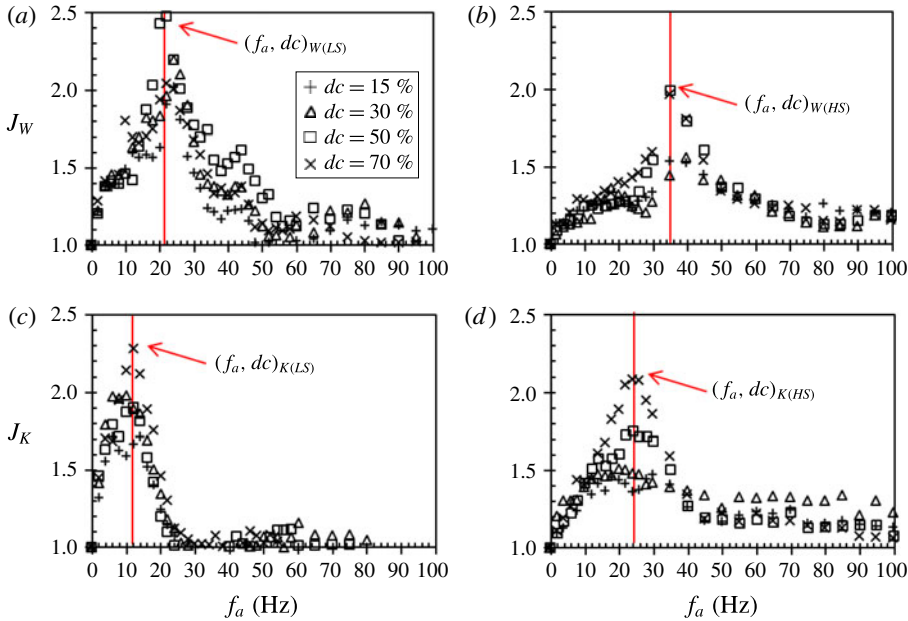 (a)
2.5
2.0
1.5
1.0
J_W
(f_a, dc)_{W(LS)}
+ dc = 15 %
△ dc = 30 %
□ dc = 50 %
× dc = 70 %
0 10 20 30 40 50 60 70 80 90 100
(b)
2.5
2.0
1.5
1.0
(f_a, dc)_{W(HS)}
0 10 20 30 40 50 60 70 80 90 100
(c)
2.5
2.0
1.5
1.0
J_K
(f_a, dc)_{K(LS)}
0 10 20 30 40 50 60 70 80 90 100
f_a (Hz)
(d)
2.5
2.0
1.5
1.0
(f_a, dc)_{K(HS)}
0 10 20 30 40 50 60 70 80 90 100
f_a (Hz)